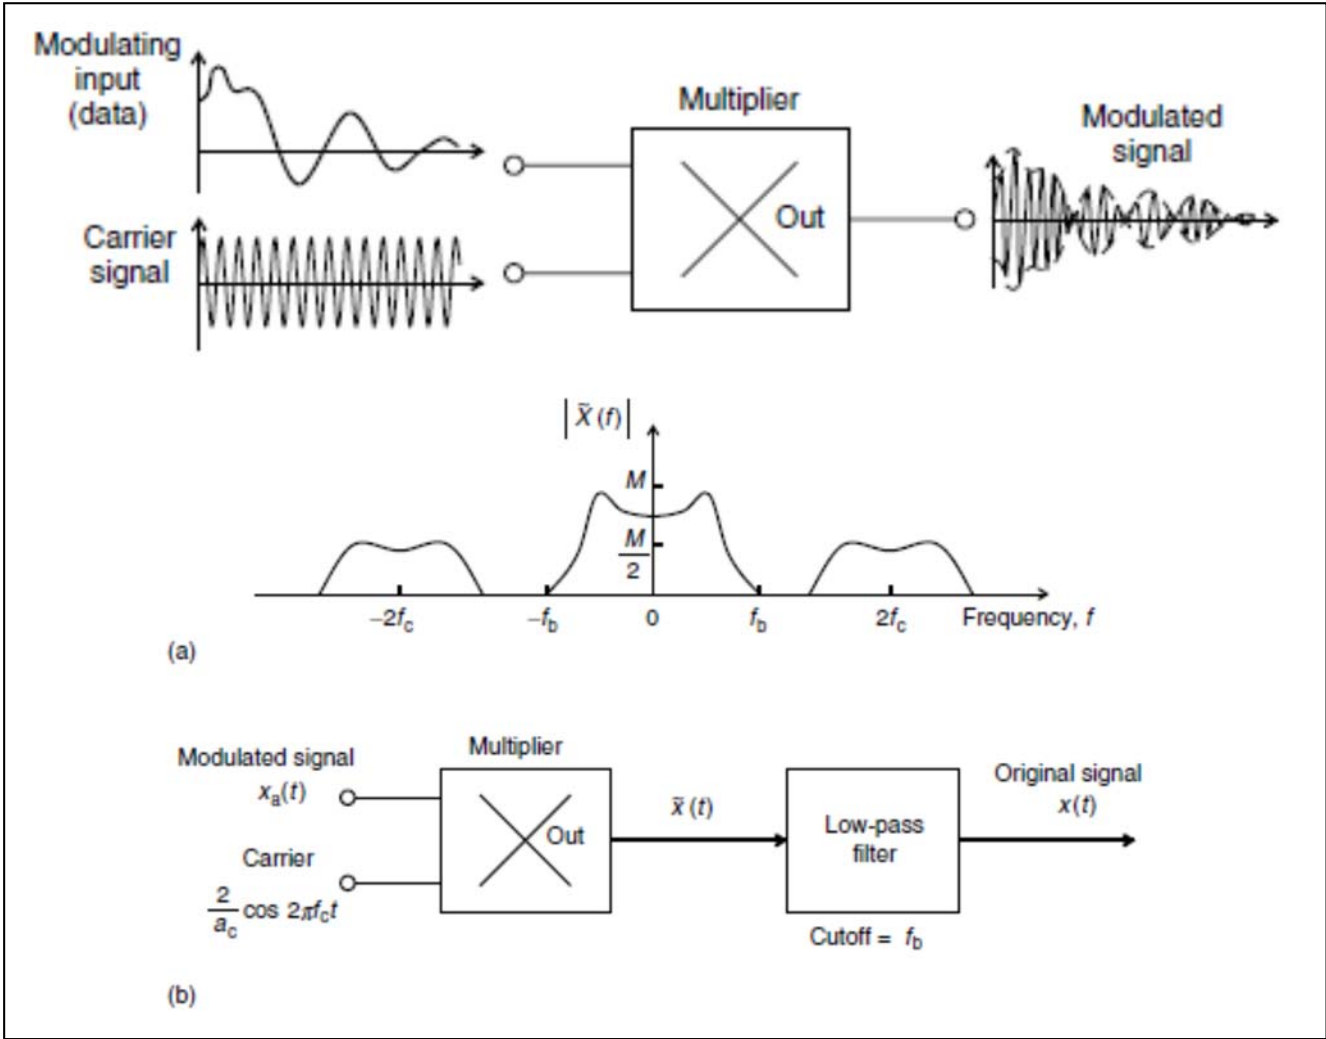 Modulating
input
(data)
Multiplier
Modulated
signal
Out
Carrier
signal
|X̃ (f)|
M
M
2
−2fc
−fb
0
fb
2fc
Frequency, f
(a)
Modulated signal
xa(t)
Multiplier
Out
x̃ (t)
Low-pass
filter
Original signal
x(t)
Carrier
2/ac cos 2πfct
Cutoff = fb
(b)